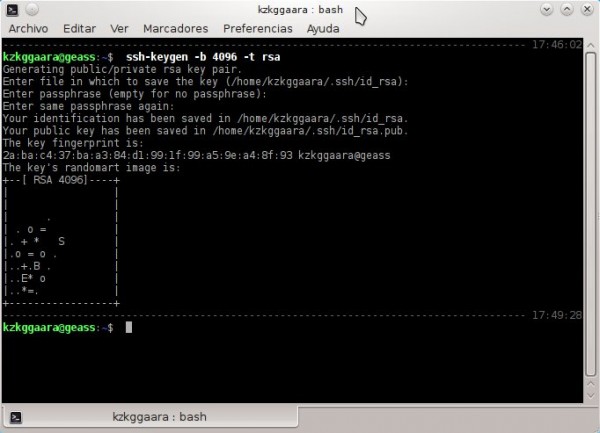 kzkggaara : bash
Archivo Editar Ver Marcadores Preferencias Ayuda
------------------------------------------------------------------------------------ 17:46:02
kzkggaara@geass:~$ ssh-keygen -b 4096 -t rsa
Generating public/private rsa key pair.
Enter file in which to save the key (/home/kzkggaara/.ssh/id_rsa):
Enter passphrase (empty for no passphrase):
Enter same passphrase again:
Your identification has been saved in /home/kzkggaara/.ssh/id_rsa.
Your public key has been saved in /home/kzkggaara/.ssh/id_rsa.pub.
The key fingerprint is:
2a:ba:c4:37:ba:a3:84:d1:99:1f:99:a5:9e:a4:8f:93 kzkggaara@geass
The key's randomart image is:
+--[ RSA 4096]----+
|                 |
|                 |
|      .          |
| . o =           |
|. + *   S        |
|.o = o .         |
|..+.B .          |
|..E* o           |
|..*=.            |
+-----------------+
------------------------------------------------------------------------------------ 17:49:28
kzkggaara@geass:~$
kzkggaara : bash